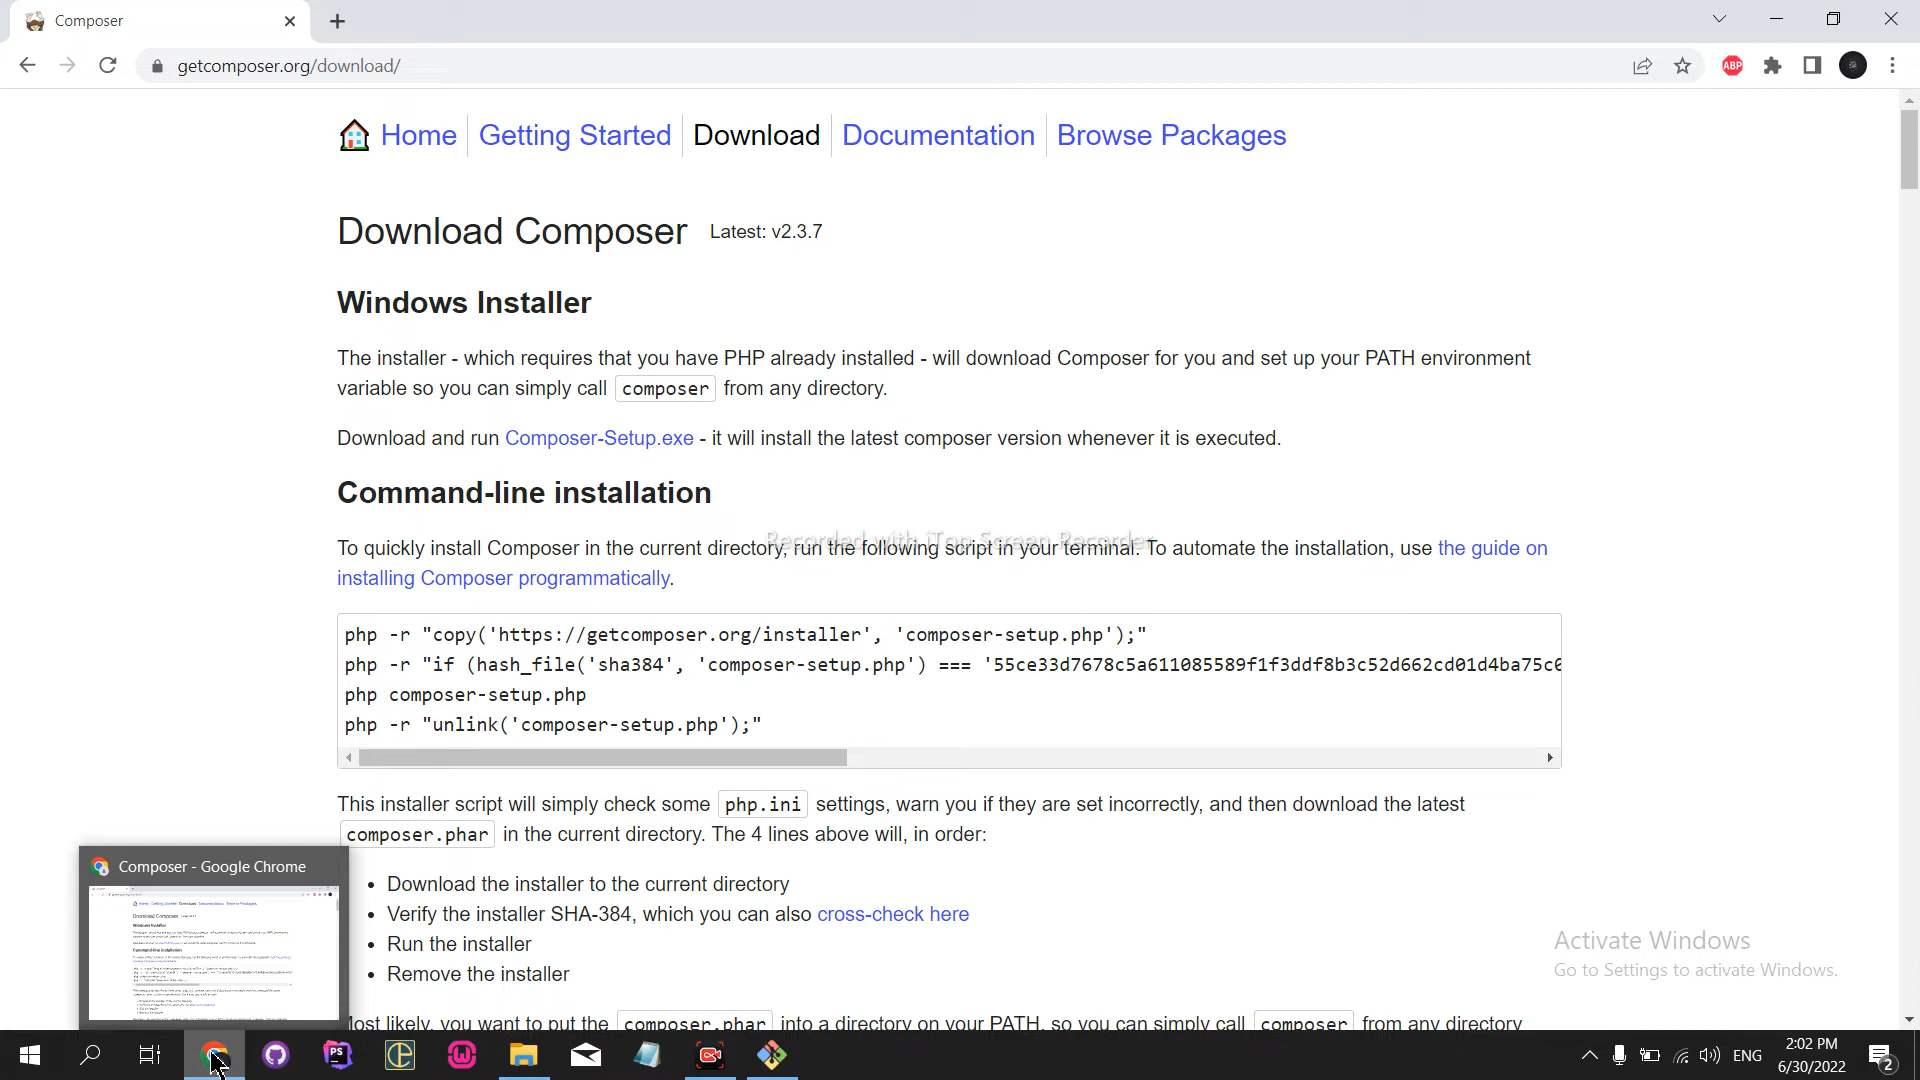 Composer
getcomposer.org/download/
ABP
Home
Getting Started
Download
Documentation
Browse Packages
Download Composer Latest: v2.3.7
Windows Installer
The installer - which requires that you have PHP already installed - will download Composer for you and set up your PATH environment
variable so you can simply call composer from any directory.
Download and run Composer-Setup.exe - it will install the latest composer version whenever it is executed.
Command-line installation
Recorded with iTop Screen Recorder
To quickly install Composer in the current directory, run the following script in your terminal. To automate the installation, use the guide on
installing Composer programmatically.
php -r "copy('https://getcomposer.org/installer', 'composer-setup.php');"
php -r "if (hash_file('sha384', 'composer-setup.php') === '55ce33d7678c5a611085589f1f3ddf8b3c52d662cd01d4ba75c0
php composer-setup.php
php -r "unlink('composer-setup.php');"
This installer script will simply check some php.ini settings, warn you if they are set incorrectly, and then download the latest
composer.phar in the current directory. The 4 lines above will, in order:
Composer - Google Chrome
• Download the installer to the current directory
• Verify the installer SHA-384, which you can also cross-check here
• Run the installer
• Remove the installer
Activate Windows
Go to Settings to activate Windows.
Most likely, you want to put the composer.phar into a directory on your PATH, so you can simply call composer from any directory
PS
ENG
2:02 PM
6/30/2022
2